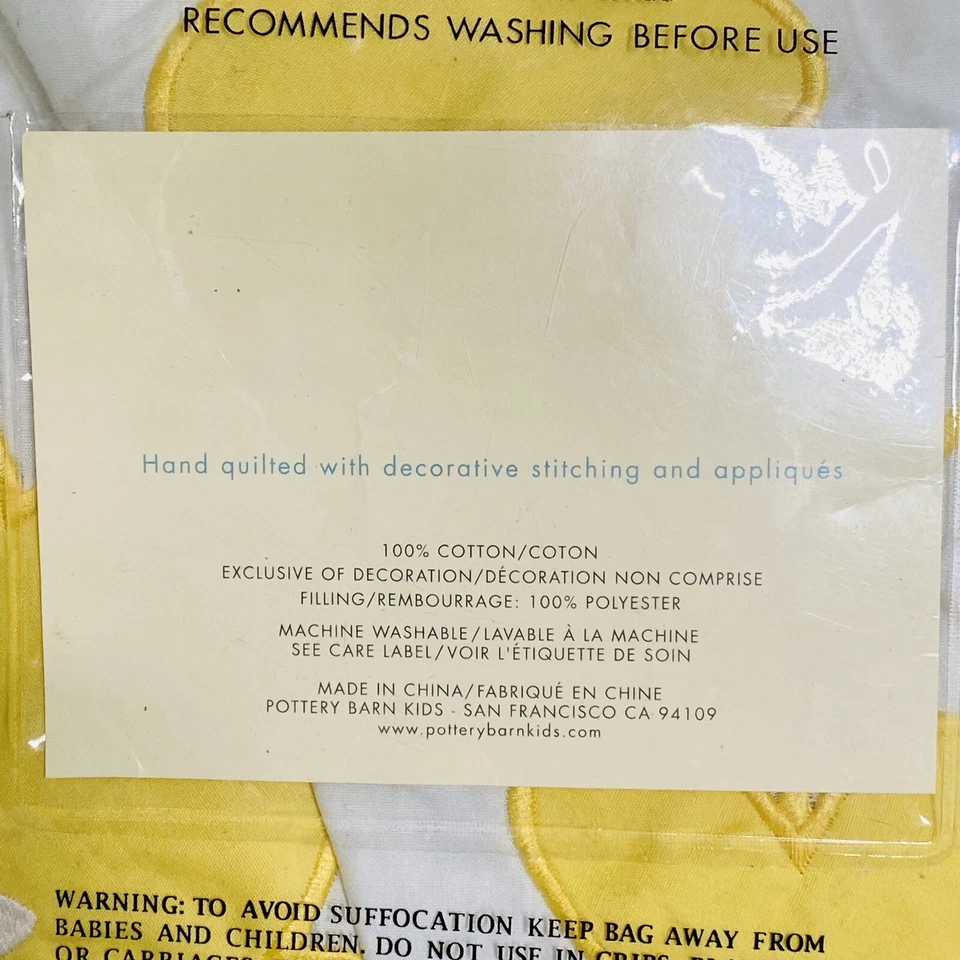 RECOMMENDS WASHING BEFORE USE
Hand quilted with decorative stitching and appliqués
100% COTTON/COTON
EXCLUSIVE OF DECORATION/DÉCORATION NON COMPRISE
FILLING/REMBOURRAGE: 100% POLYESTER
MACHINE WASHABLE/LAVABLE À LA MACHINE
SEE CARE LABEL/VOIR L'ÉTIQUETTE DE SOIN
MADE IN CHINA/FABRIQUÉ EN CHINE
POTTERY BARN KIDS - SAN FRANCISCO CA 94109
www.potterybarnkids.com
WARNING: TO AVOID SUFFOCATION KEEP BAG AWAY FROM
BABIES AND CHILDREN. DO NOT USE IN CRIBS,
OR CARRIAGES